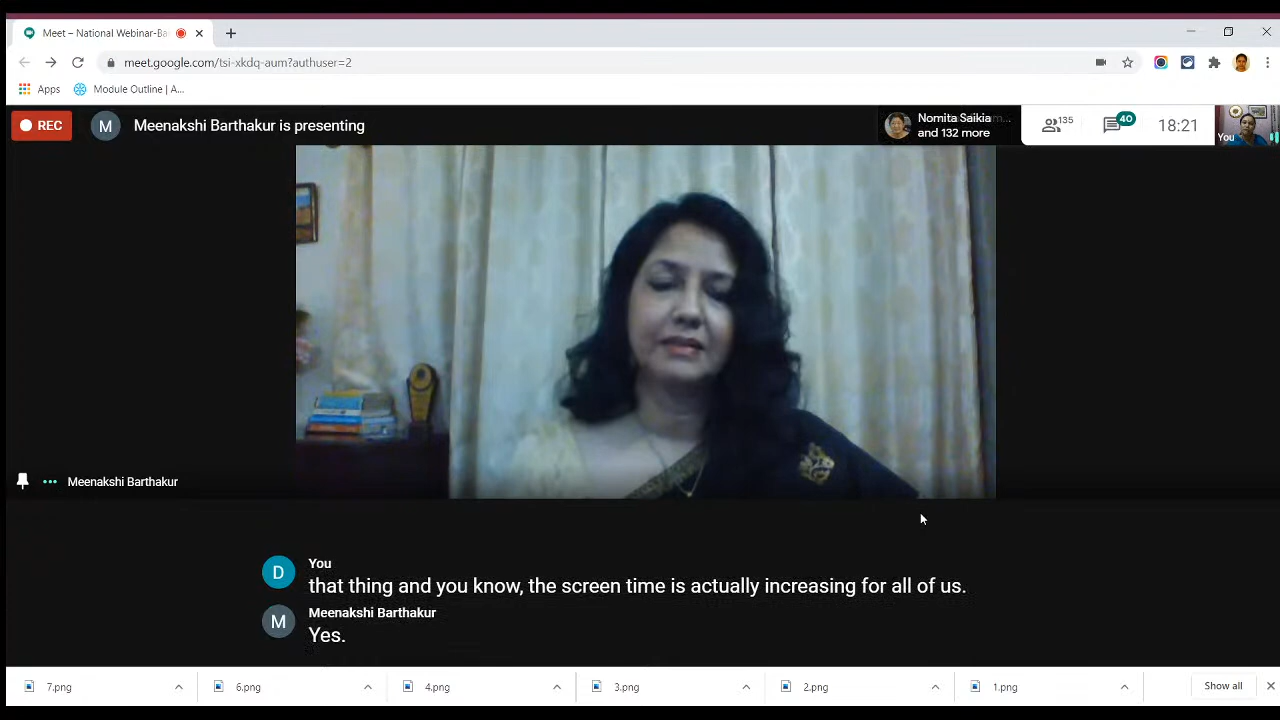 Meet – National Webinar-Ba
meet.google.com/tsi-xkdq-aum?authuser=2
Apps
Module Outline | A...
REC
M
Meenakshi Barthakur is presenting
Nomita Saikia
and 132 more
135
40
18:21
You
Meenakshi Barthakur
D
You
that thing and you know, the screen time is actually increasing for all of us.
M
Meenakshi Barthakur
Yes.
7.png
6.png
4.png
3.png
2.png
1.png
Show all